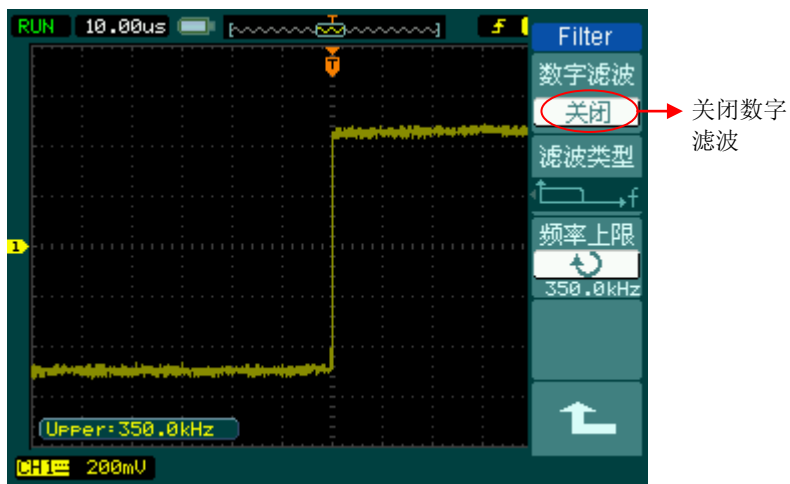 RUN 10.00us T
Filter
T
数字滤波
关闭
关闭数字
滤波
滤波类型
f
1
频率上限
350.0kHz
Upper:350.0kHz
CH1 200mV